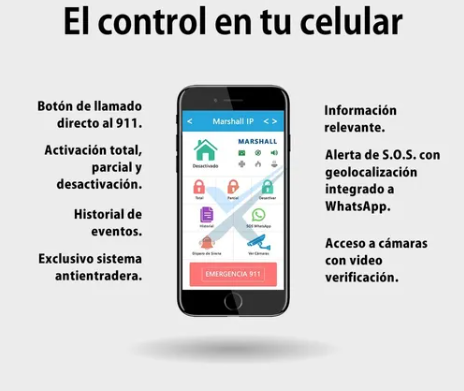 El control en tu celular
Botón de llamado
directo al 911.
Activación total,
parcial y
desactivación.
Historial de
eventos.
Exclusivo sistema
antientradera.
Marshall IP
MARSHALL
Desactivado
Total
Parcial
Desactivar
Historial
SOS WhatsApp
Disparo de Sirena
Ver Cámaras
EMERGENCIA 911
Información
relevante.
Alerta de S.O.S. con
geolocalización
integrado a
WhatsApp.
Acceso a cámaras
con video
verificación.